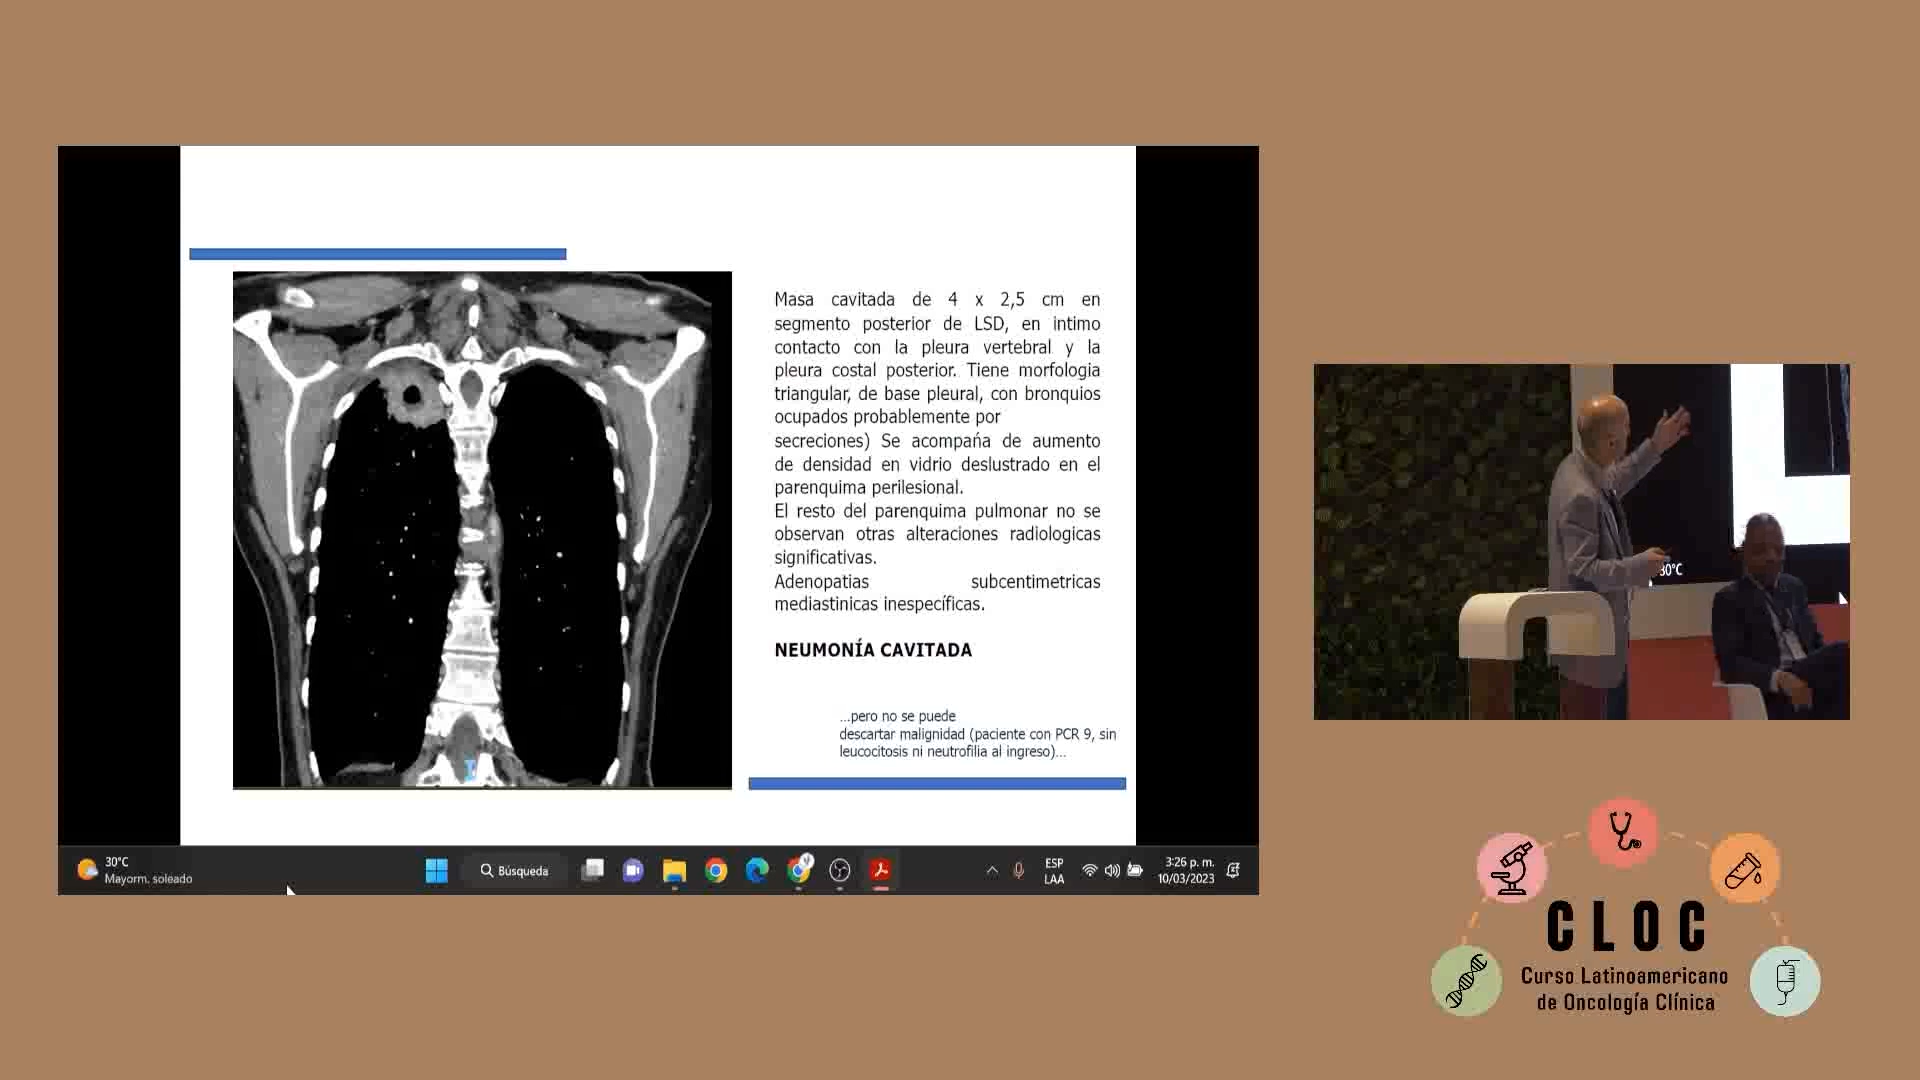 Masa cavitada de 4 x 2,5 cm en
segmento posterior de LSD, en intimo
contacto con la pleura vertebral y la
pleura costal posterior. Tiene morfologia
triangular, de base pleural, con bronquios
ocupados probablemente por
secreciones) Se acompaña de aumento
de densidad en vidrio deslustrado en el
parenquima perilesional.
El resto del parenquima pulmonar no se
observan otras alteraciones radiologicas
significativas.
Adenopatias subcentimetricas
mediastinicas inespecíficas.
NEUMONÍA CAVITADA
...pero no se puede
descartar malignidad (paciente con PCR 9, sin
leucocitosis ni neutrofilia al ingreso)...
30°C
Mayorm. soleado
Búsqueda
ESP
LAA
3:26 p. m.
10/03/2023
30°C
CLOC
Curso Latinoamericano
de Oncología Clínica